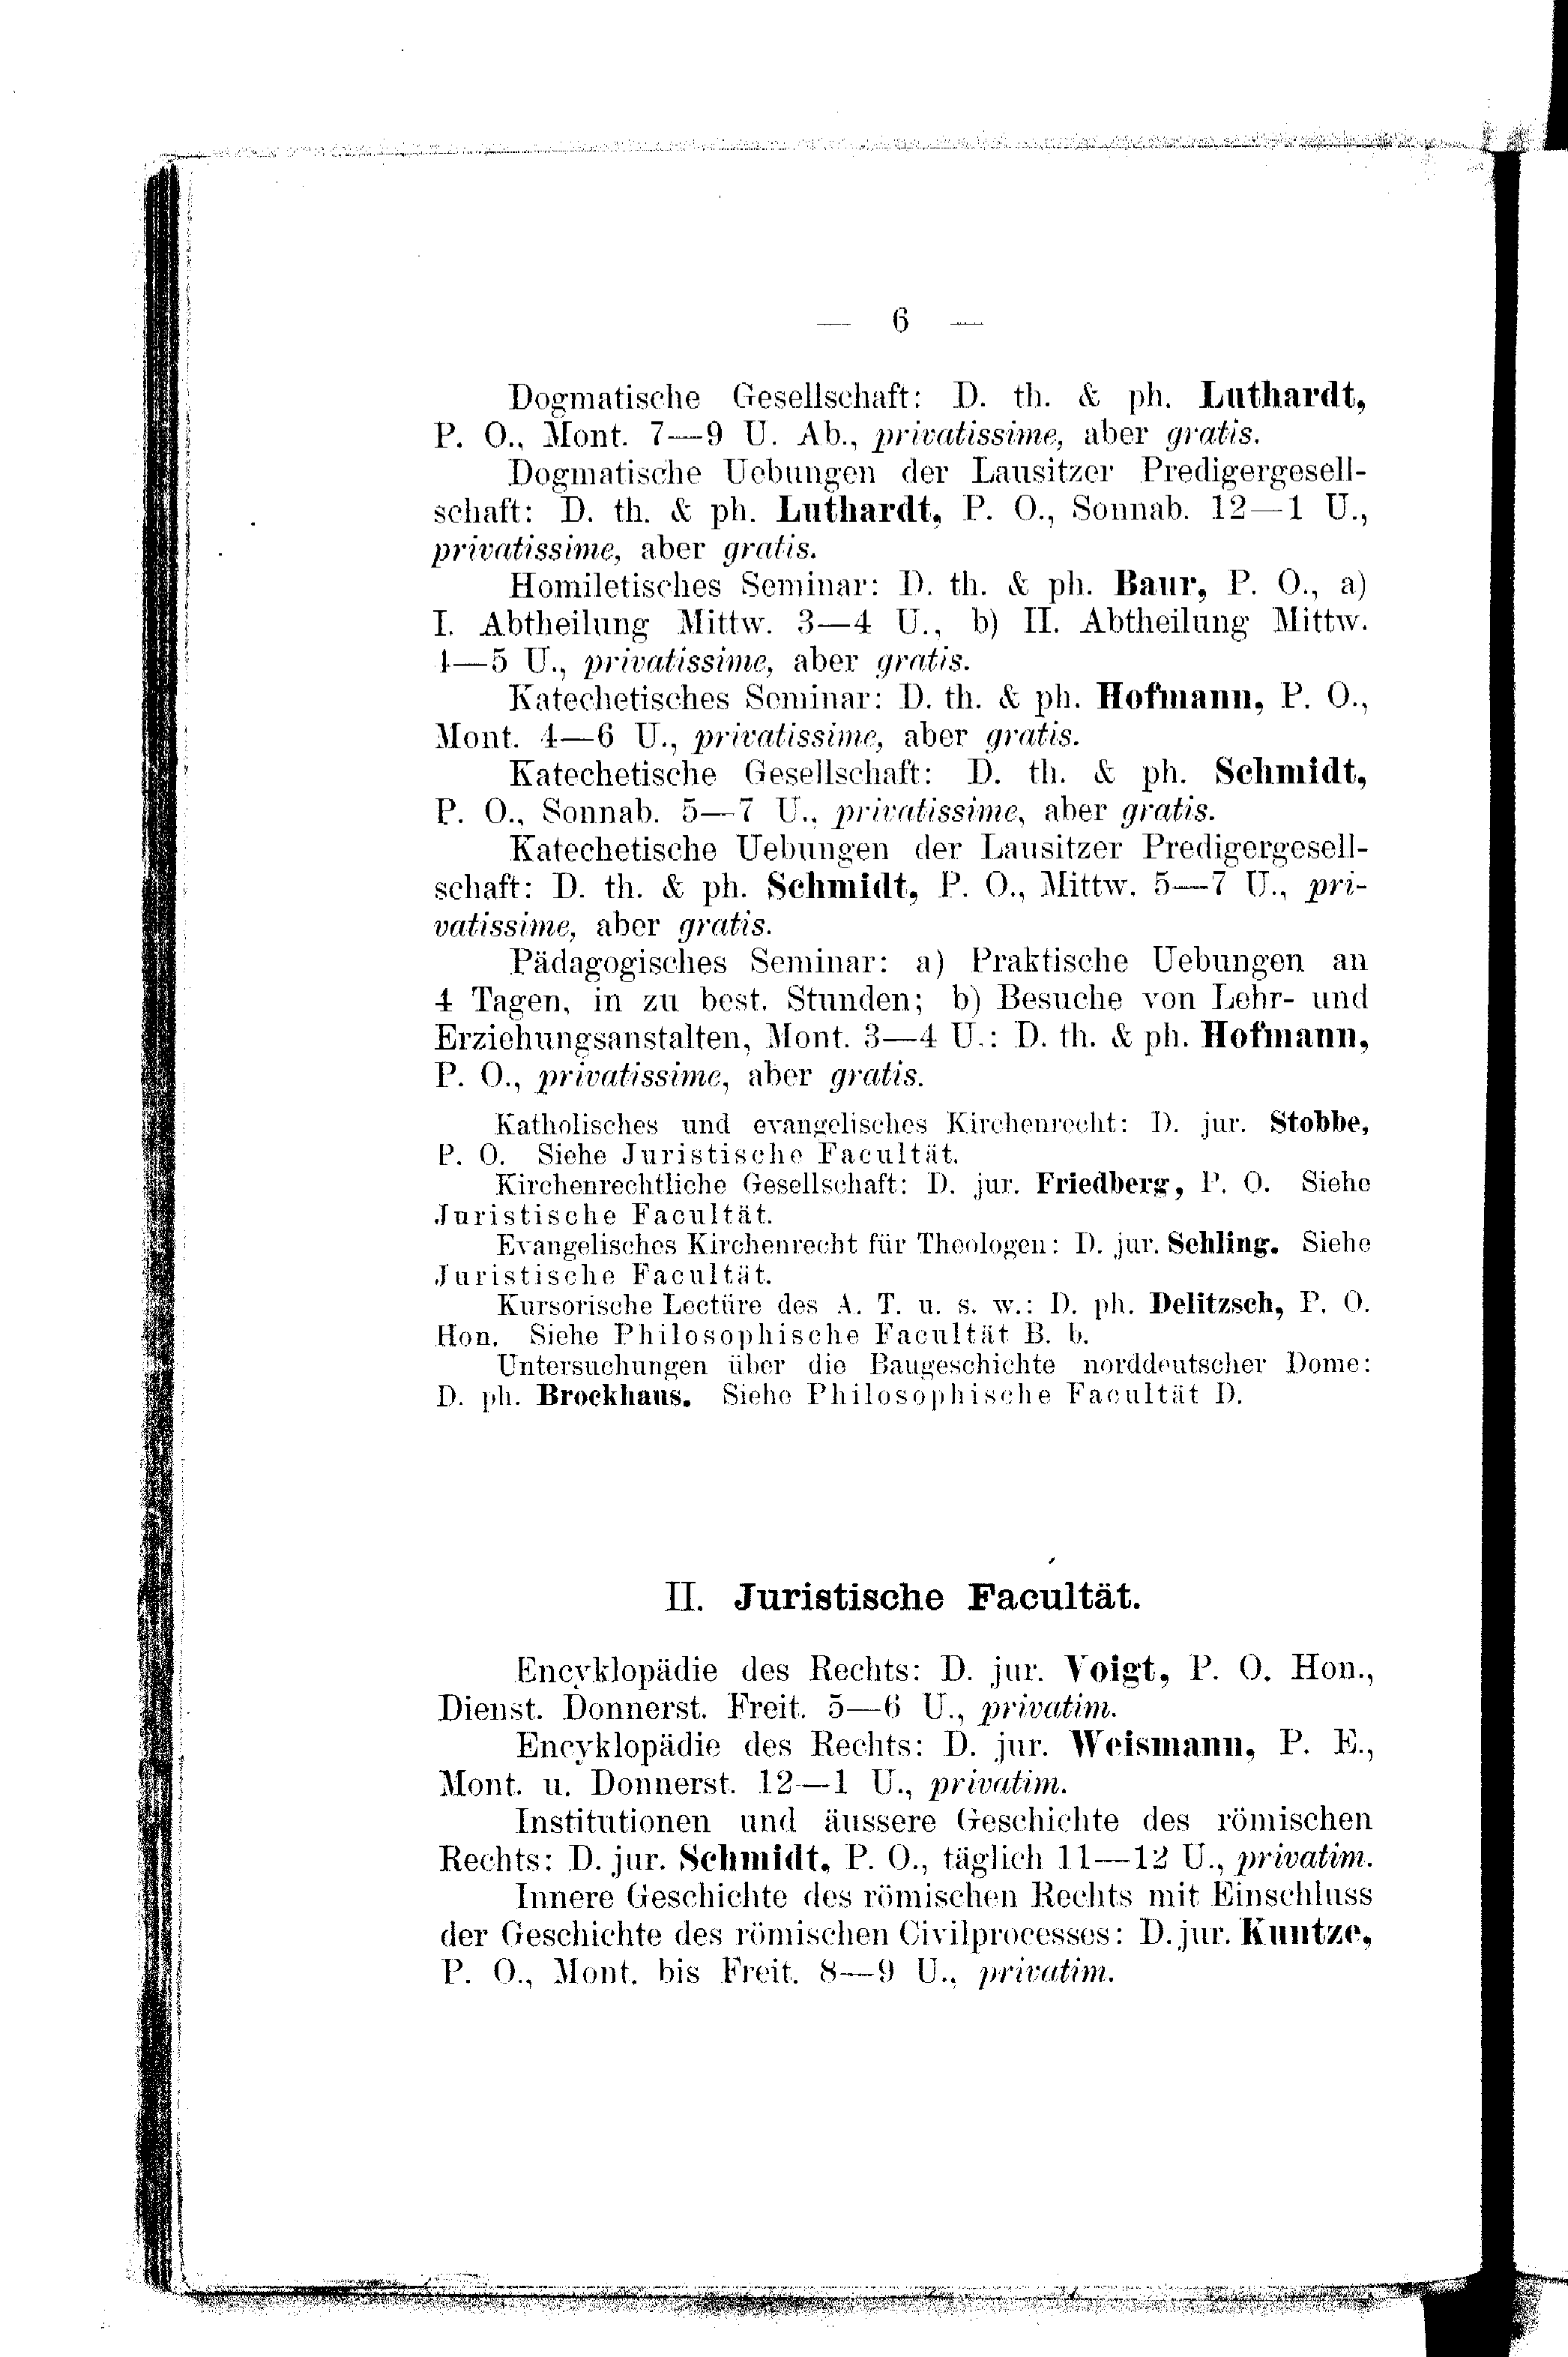 — 6 —
Dogmatische Gesellschaft: D. th. & ph. Luthardt,
P. O., Mont. 7—9 U. Ab., privatissime, aber gratis.
Dogmatische Uebungen der Lausitzer Predigergesell-
schaft: D. th. & ph. Luthardt, P. O., Sonnab. 12—1 U.,
privatissime, aber gratis.
Homiletisches Seminar: D. th. & ph. Baur, P. O., a)
I. Abtheilung Mittw. 3—4 U., b) II. Abtheilung Mittw.
4—5 U., privatissime, aber gratis.
Katechetisches Seminar: D. th. & ph. Hofmann, P. O.,
Mont. 4—6 U., privatissime, aber gratis.
Katechetische Gesellschaft: D. th. & ph. Schmidt,
P. O., Sonnab. 5—7 U., privatissime, aber gratis.
Katechetische Uebungen der Lausitzer Predigergesell-
schaft: D. th. & ph. Schmidt, P. O., Mittw. 5—7 U., pri-
vatissime, aber gratis.
Pädagogisches Seminar: a) Praktische Uebungen an
4 Tagen, in zu best. Stunden; b) Besuche von Lehr- und
Erziehungsanstalten, Mont. 3—4 U.: D. th. & ph. Hofmann,
P. O., privatissime, aber gratis.
Katholisches und evangelisches Kirchenrecht: D. jur. Stobbe,
P. O. Siehe Juristische Facultät.
Kirchenrechtliche Gesellschaft: D. jur. Friedberg, P. O. Siehe
Juristische Facultät.
Evangelisches Kirchenrecht für Theologen: D. jur. Schling. Siehe
Juristische Facultät.
Kursorische Lectüre des A. T. u. s. w.: D. ph. Delitzsch, P. O.
Hon. Siehe Philosophische Facultät B. b.
Untersuchungen über die Baugeschichte norddeutscher Dome:
D. ph. Brockhaus. Siehe Philosophische Facultät D.
II. Juristische Facultät.
Encyklopädie des Rechts: D. jur. Voigt, P. O. Hon.,
Dienst. Donnerst. Freit. 5—6 U., privatim.
Encyklopädie des Rechts: D. jur. Weismann, P. E.,
Mont. u. Donnerst. 12—1 U., privatim.
Institutionen und äussere Geschichte des römischen
Rechts: D. jur. Schmidt, P. O., täglich 11—12 U., privatim.
Innere Geschichte des römischen Rechts mit Einschluss
der Geschichte des römischen Civilprocesses: D. jur. Kuntze,
P. O., Mont. bis Freit. 8—9 U., privatim.